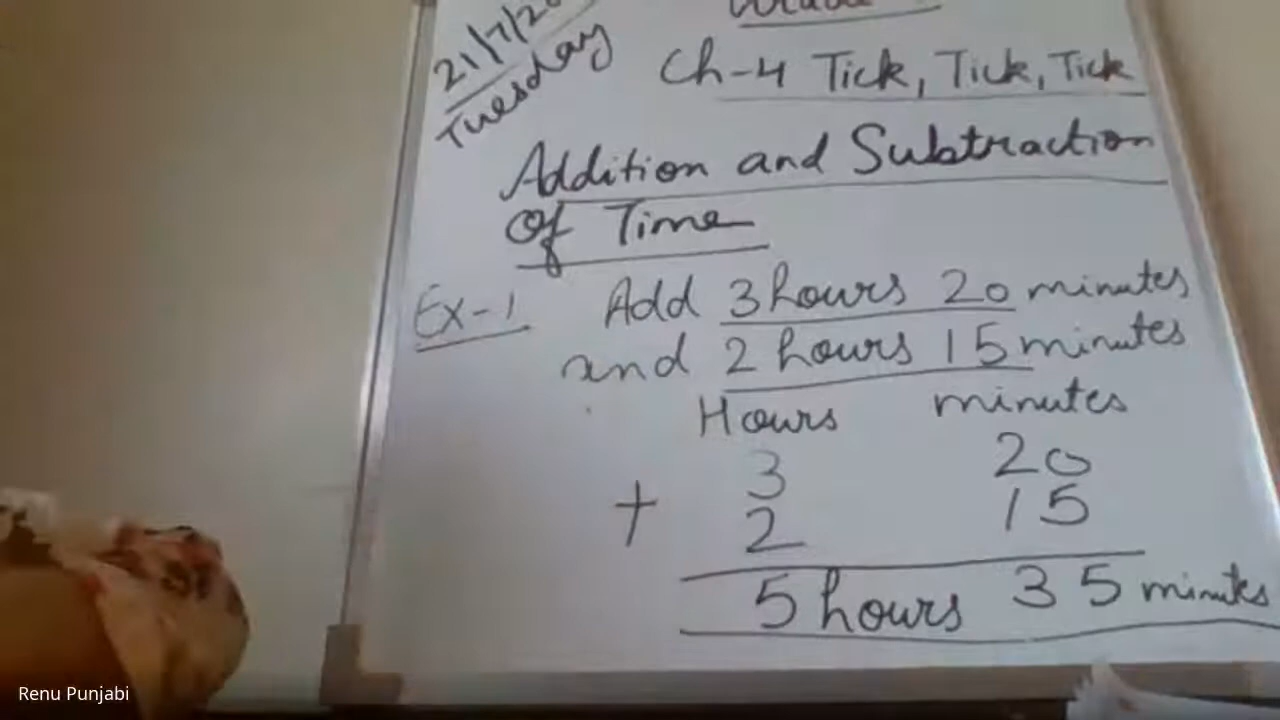 21/7/20
Tuesday
Ch-4 Tick, Tick, Tick
Addition and Subtraction
Of Time
Ex-1 Add 3 hours 20 minutes
and 2 hours 15 minutes
Hours minutes
3 20
+ 2 15
5 hours 35 minutes
Renu Punjabi